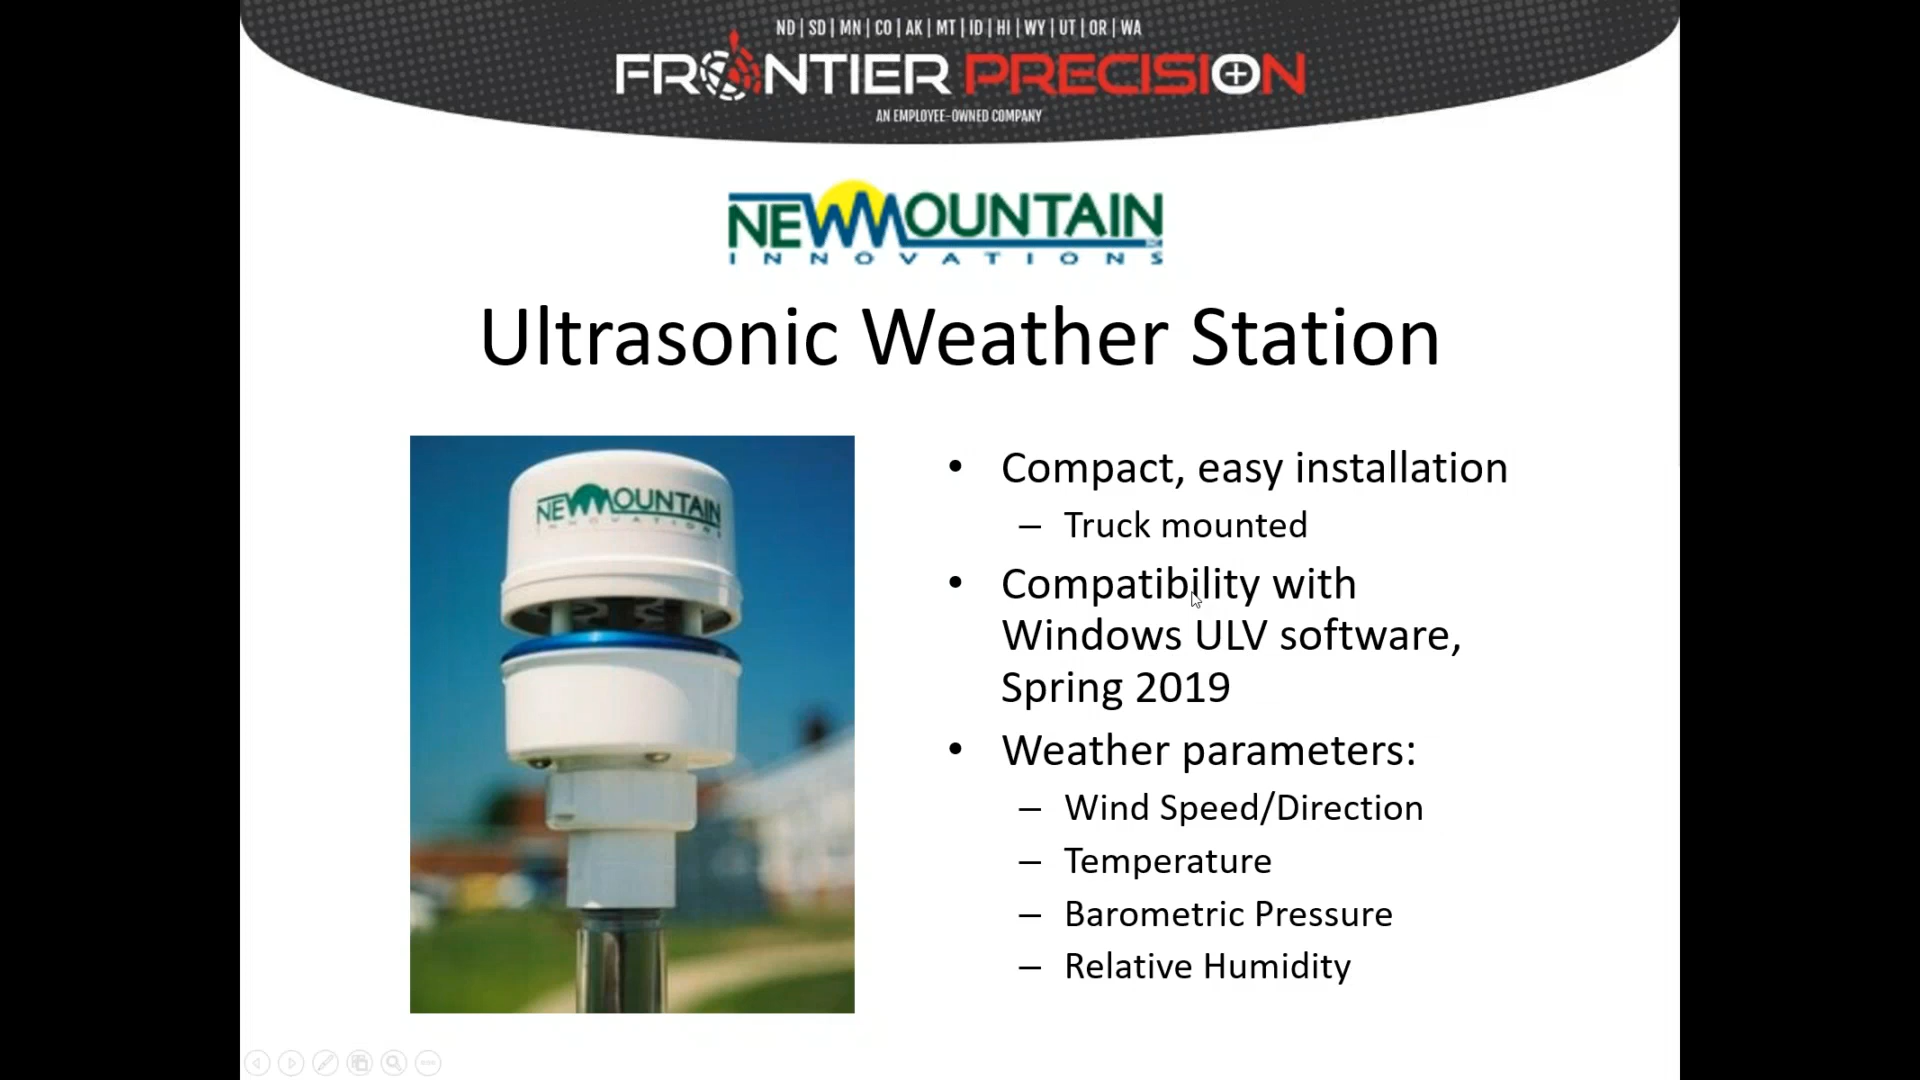 ND | SD | MN | CO | AK | MT | ID | HI | WY | UT | OR | WA
FRONTIER PRECISION
AN EMPLOYEE-OWNED COMPANY
NEWMOUNTAIN
INNOVATIONS
Ultrasonic Weather Station
NEWMOUNTAIN
INNOVATIONS
• Compact, easy installation
– Truck mounted
• Compatibility with
Windows ULV software,
Spring 2019
• Weather parameters:
– Wind Speed/Direction
– Temperature
– Barometric Pressure
– Relative Humidity